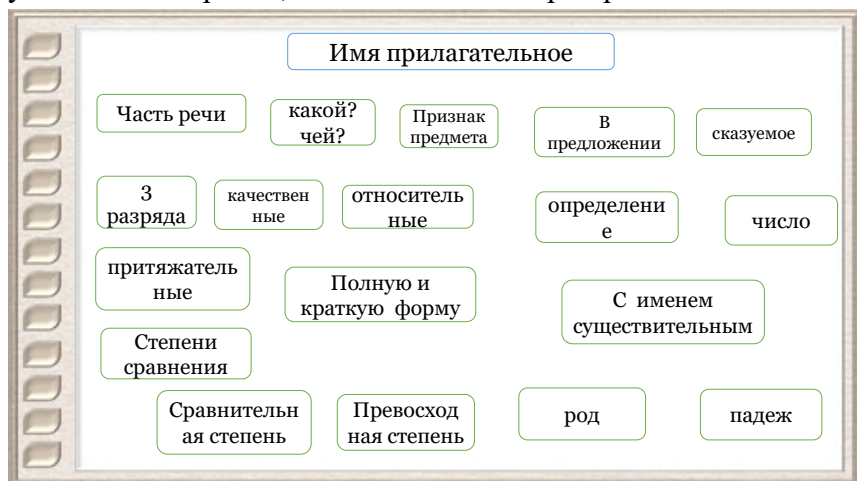 Имя прилагательное
Часть речи
какой?
чей?
Признак
предмета
В
предложении
сказуемое
3
разряда
качествен
ные
относитель
ные
определени
е
число
притяжатель
ные
Полную и
краткую форму
С именем
существительным
Степени
сравнения
Сравнительн
ая степень
Превосход
ная степень
род
падеж